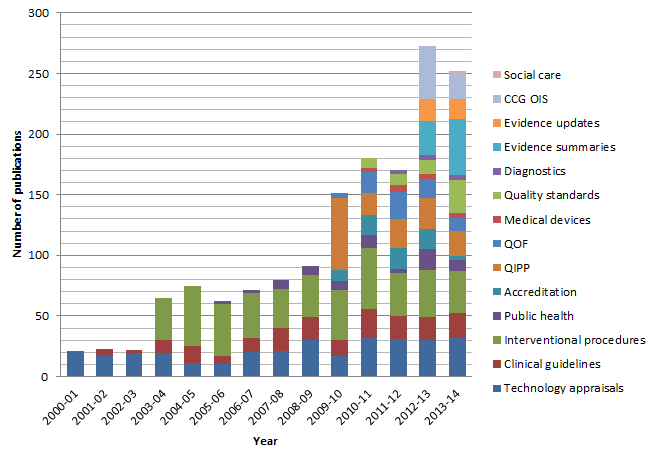 300
250
200
150
100
50
0
Number of publications
2000-01
2001-02
2002-03
2003-04
2004-05
2005-06
2006-07
2007-08
2008-09
2009-10
2010-11
2011-12
2012-13
2013-14
Year
Social care
CCG OIS
Evidence updates
Evidence summaries
Diagnostics
Quality standards
Medical devices
QOF
QIPP
Accreditation
Public health
Interventional procedures
Clinical guidelines
Technology appraisals